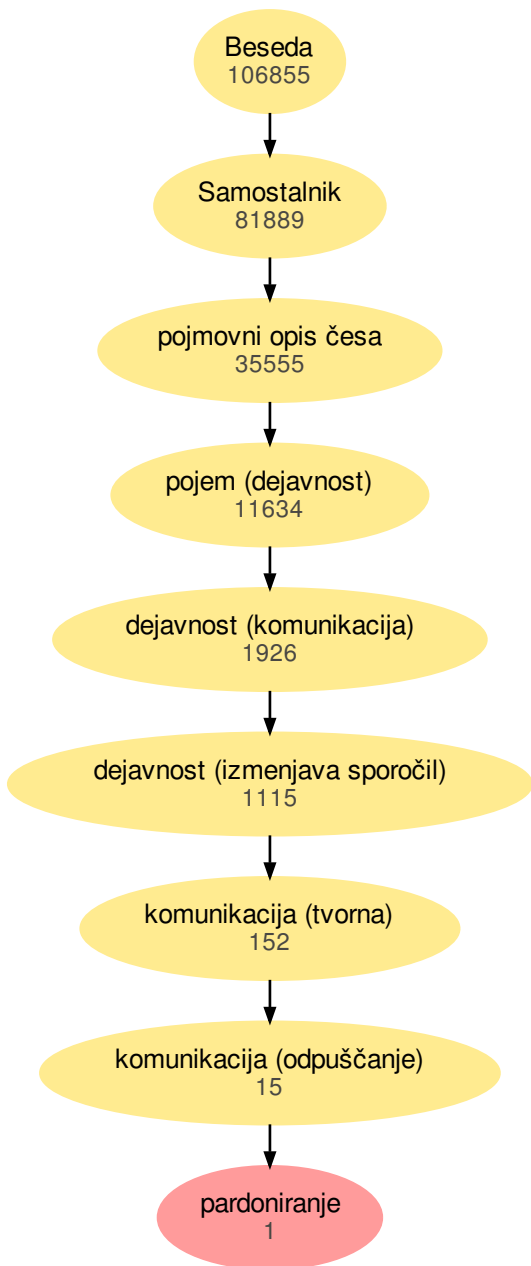 Beseda
106855
Samostalnik
81889
pojmovni opis česa
35555
pojem (dejavnost)
11634
dejavnost (komunikacija)
1926
dejavnost (izmenjava sporočil)
1115
komunikacija (tvorna)
152
komunikacija (odpuščanje)
15
pardoniranje
1